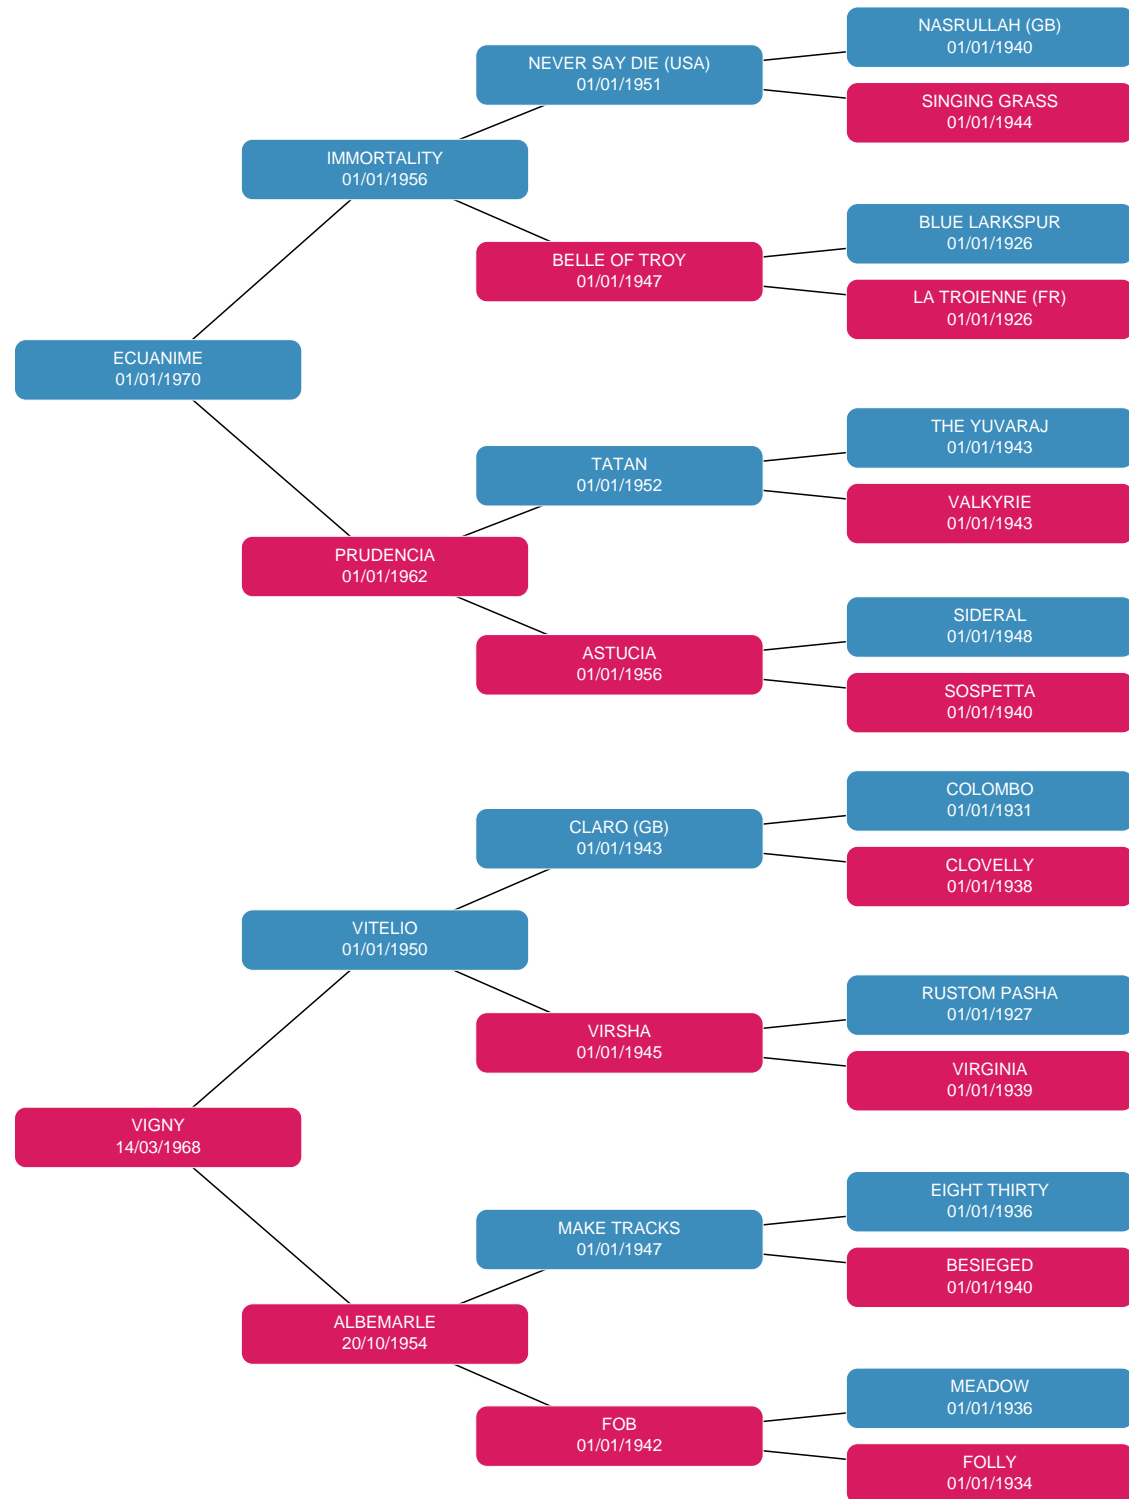 NASRULLAH (GB)
01/01/1940
NEVER SAY DIE (USA)
01/01/1951
SINGING GRASS
01/01/1944
IMMORTALITY
01/01/1956
BLUE LARKSPUR
01/01/1926
BELLE OF TROY
01/01/1947
LA TROIENNE (FR)
01/01/1926
ECUANIME
01/01/1970
THE YUVARAJ
01/01/1943
TATAN
01/01/1952
VALKYRIE
01/01/1943
PRUDENCIA
01/01/1962
SIDERAL
01/01/1948
ASTUCIA
01/01/1956
SOSPETTA
01/01/1940
COLOMBO
01/01/1931
CLARO (GB)
01/01/1943
CLOVELLY
01/01/1938
VITELIO
01/01/1950
RUSTOM PASHA
01/01/1927
VIRSHA
01/01/1945
VIRGINIA
01/01/1939
VIGNY
14/03/1968
EIGHT THIRTY
01/01/1936
MAKE TRACKS
01/01/1947
BESIEGED
01/01/1940
ALBEMARLE
20/10/1954
MEADOW
01/01/1936
FOB
01/01/1942
FOLLY
01/01/1934